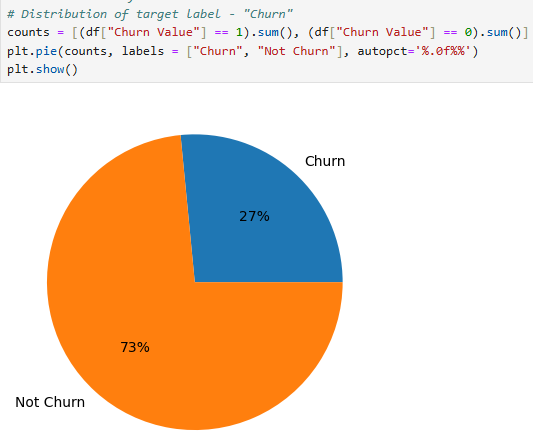 # Distribution of target label - "Churn"
counts = [(df["Churn Value"] == 1).sum(), (df["Churn Value"] == 0).sum()]
plt.pie(counts, labels = ["Churn", "Not Churn"], autopct='%.0f%%')
plt.show()
Churn
27%
73%
Not Churn